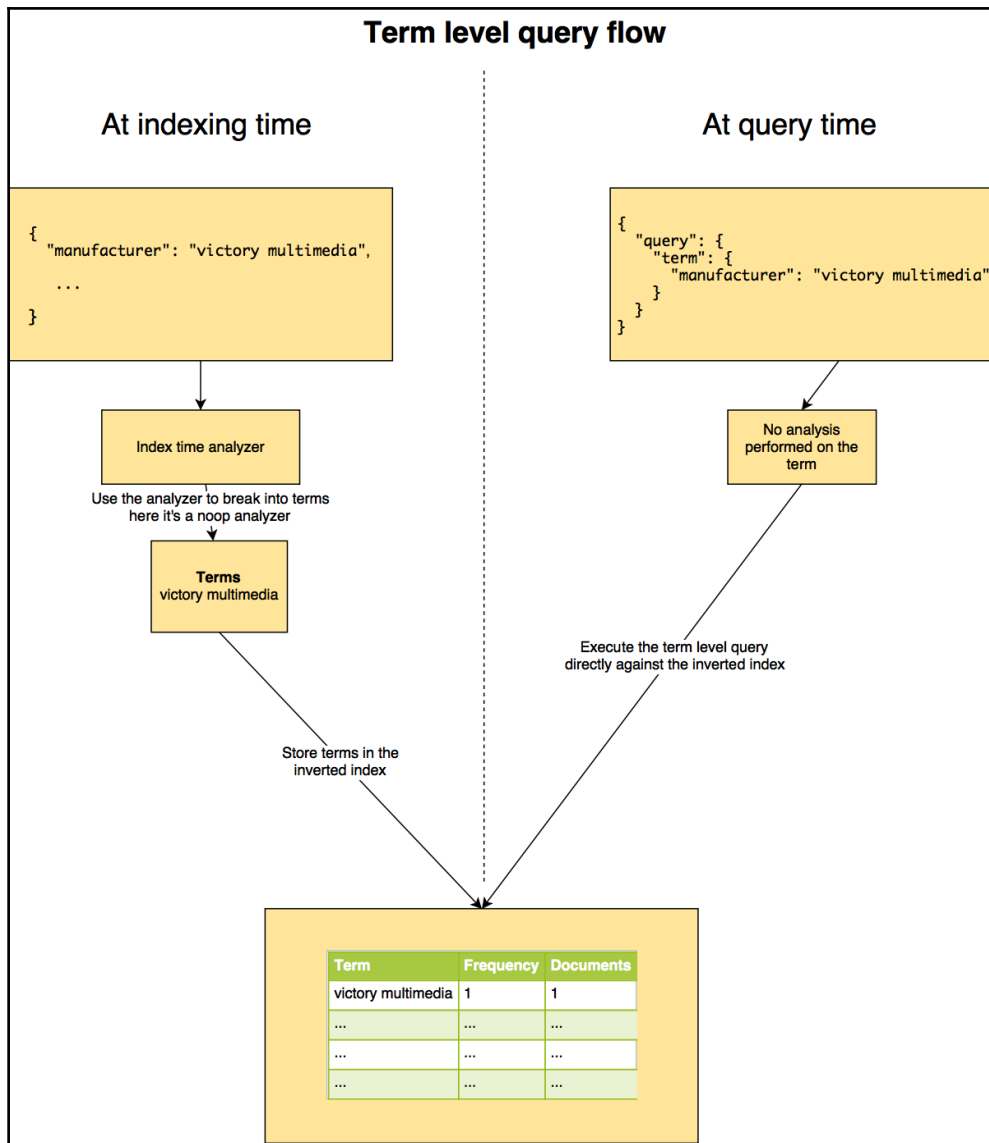 Term level query flow
At indexing time
At query time
{
"manufacturer": "victory multimedia",
...
}
{
"query": {
"term": {
"manufacturer": "victory multimedia"
}
}
}
Index time analyzer
No analysis
performed on the
term
Use the analyzer to break into terms
here it's a noop analyzer
Terms
victory multimedia
Execute the term level query
directly against the inverted index
Store terms in the
inverted index
Term Frequency Documents
victory multimedia 1 1
... ... ...
... ... ...
... ... ...